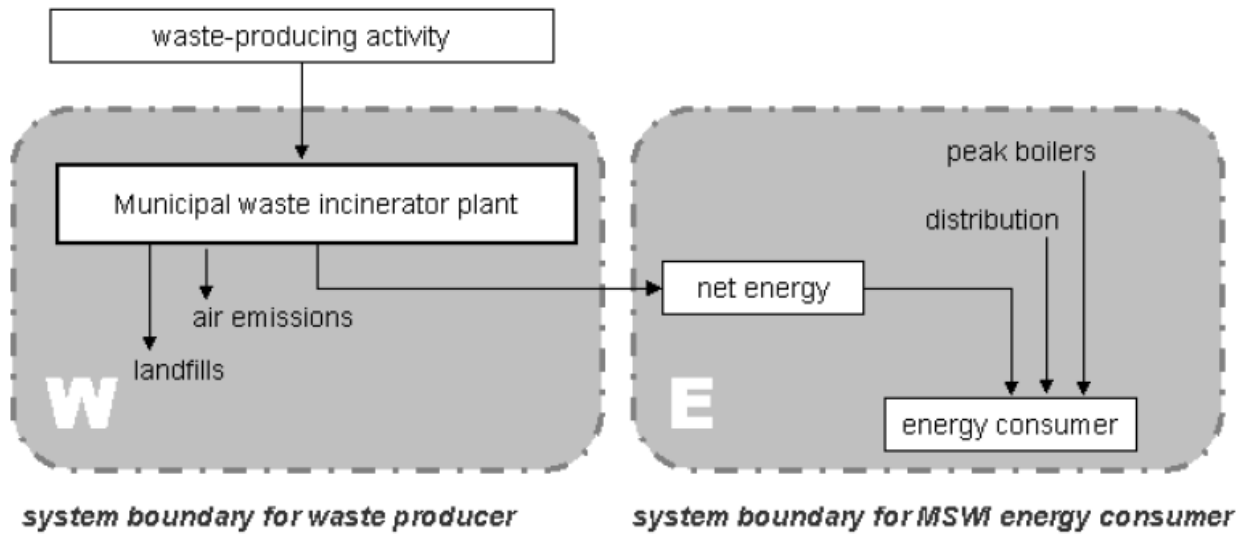 waste-producing activity
Municipal waste incinerator plant
air emissions
landfills
W
peak boilers
distribution
net energy
energy consumer
E
system boundary for waste producer
system boundary for MSWI energy consumer